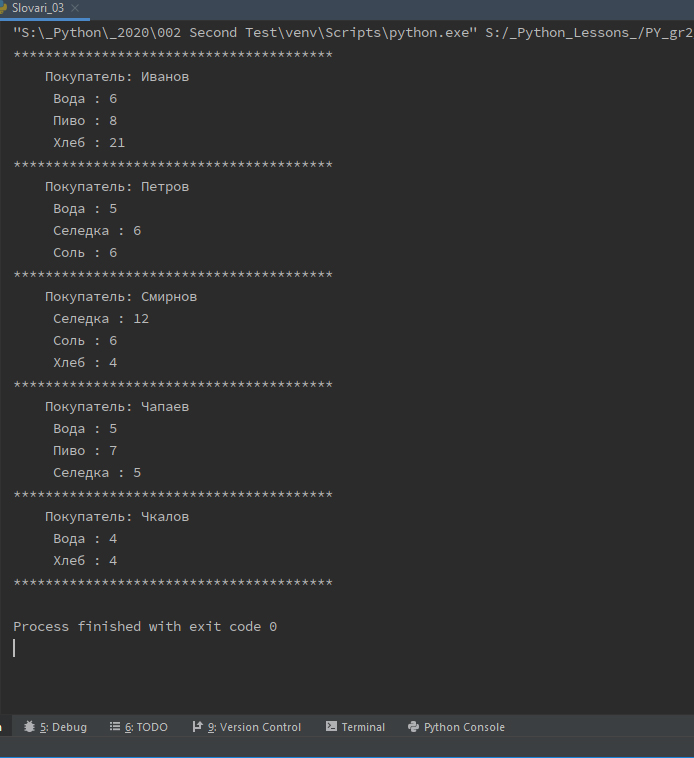 Slovari_03
"S:\_Python\_2020\002 Second Test\venv\Scripts\python.exe" S:/_Python_Lessons_/PY_gr2
****************************************
Покупатель: Иванов
Вода : 6
Пиво : 8
Хлеб : 21
****************************************
Покупатель: Петров
Вода : 5
Селедка : 6
Соль : 6
****************************************
Покупатель: Смирнов
Селедка : 12
Соль : 6
Хлеб : 4
****************************************
Покупатель: Чапаев
Вода : 5
Пиво : 7
Селедка : 5
****************************************
Покупатель: Чкалов
Вода : 4
Хлеб : 4
****************************************
Process finished with exit code 0
5: Debug 6: TODO 9: Version Control Terminal Python Console